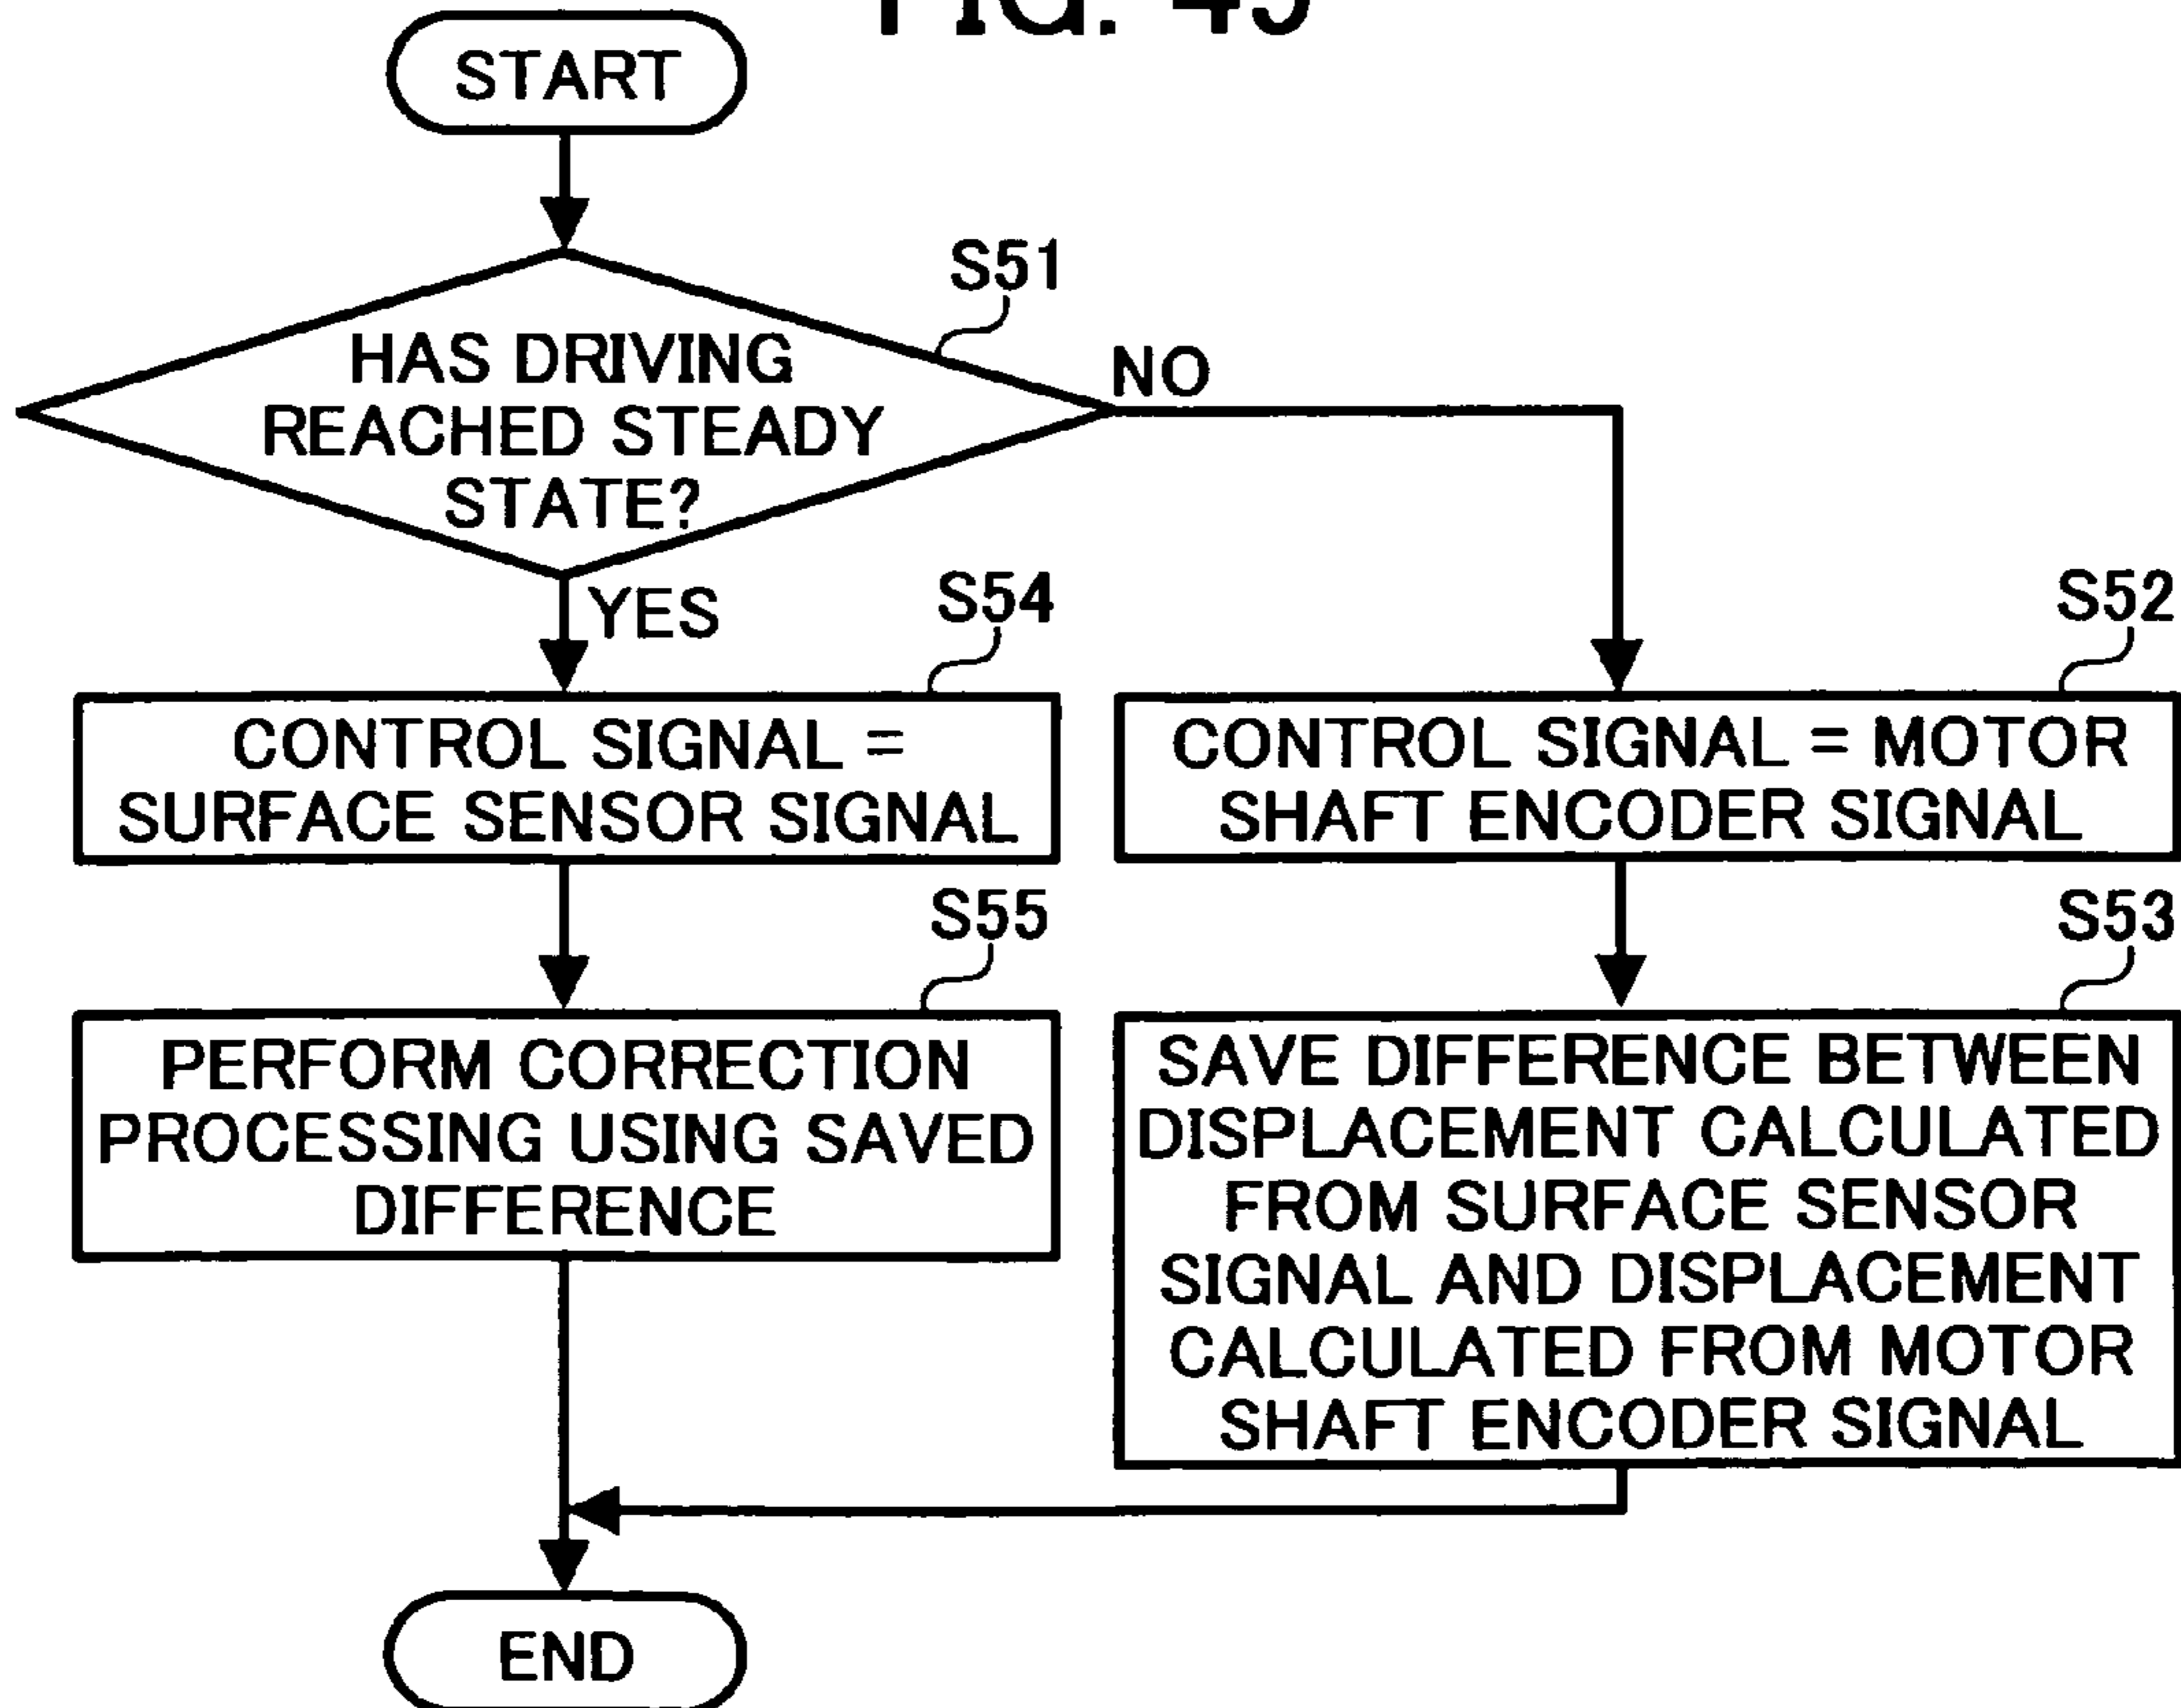 START
S51
HAS DRIVING
REACHED STEADY
STATE?
NO
YES
S54
CONTROL SIGNAL =
SURFACE SENSOR SIGNAL
S52
CONTROL SIGNAL = MOTOR
SHAFT ENCODER SIGNAL
S55
PERFORM CORRECTION
PROCESSING USING SAVED
DIFFERENCE
S53
SAVE DIFFERENCE BETWEEN
DISPLACEMENT CALCULATED
FROM SURFACE SENSOR
SIGNAL AND DISPLACEMENT
CALCULATED FROM MOTOR
SHAFT ENCODER SIGNAL
END